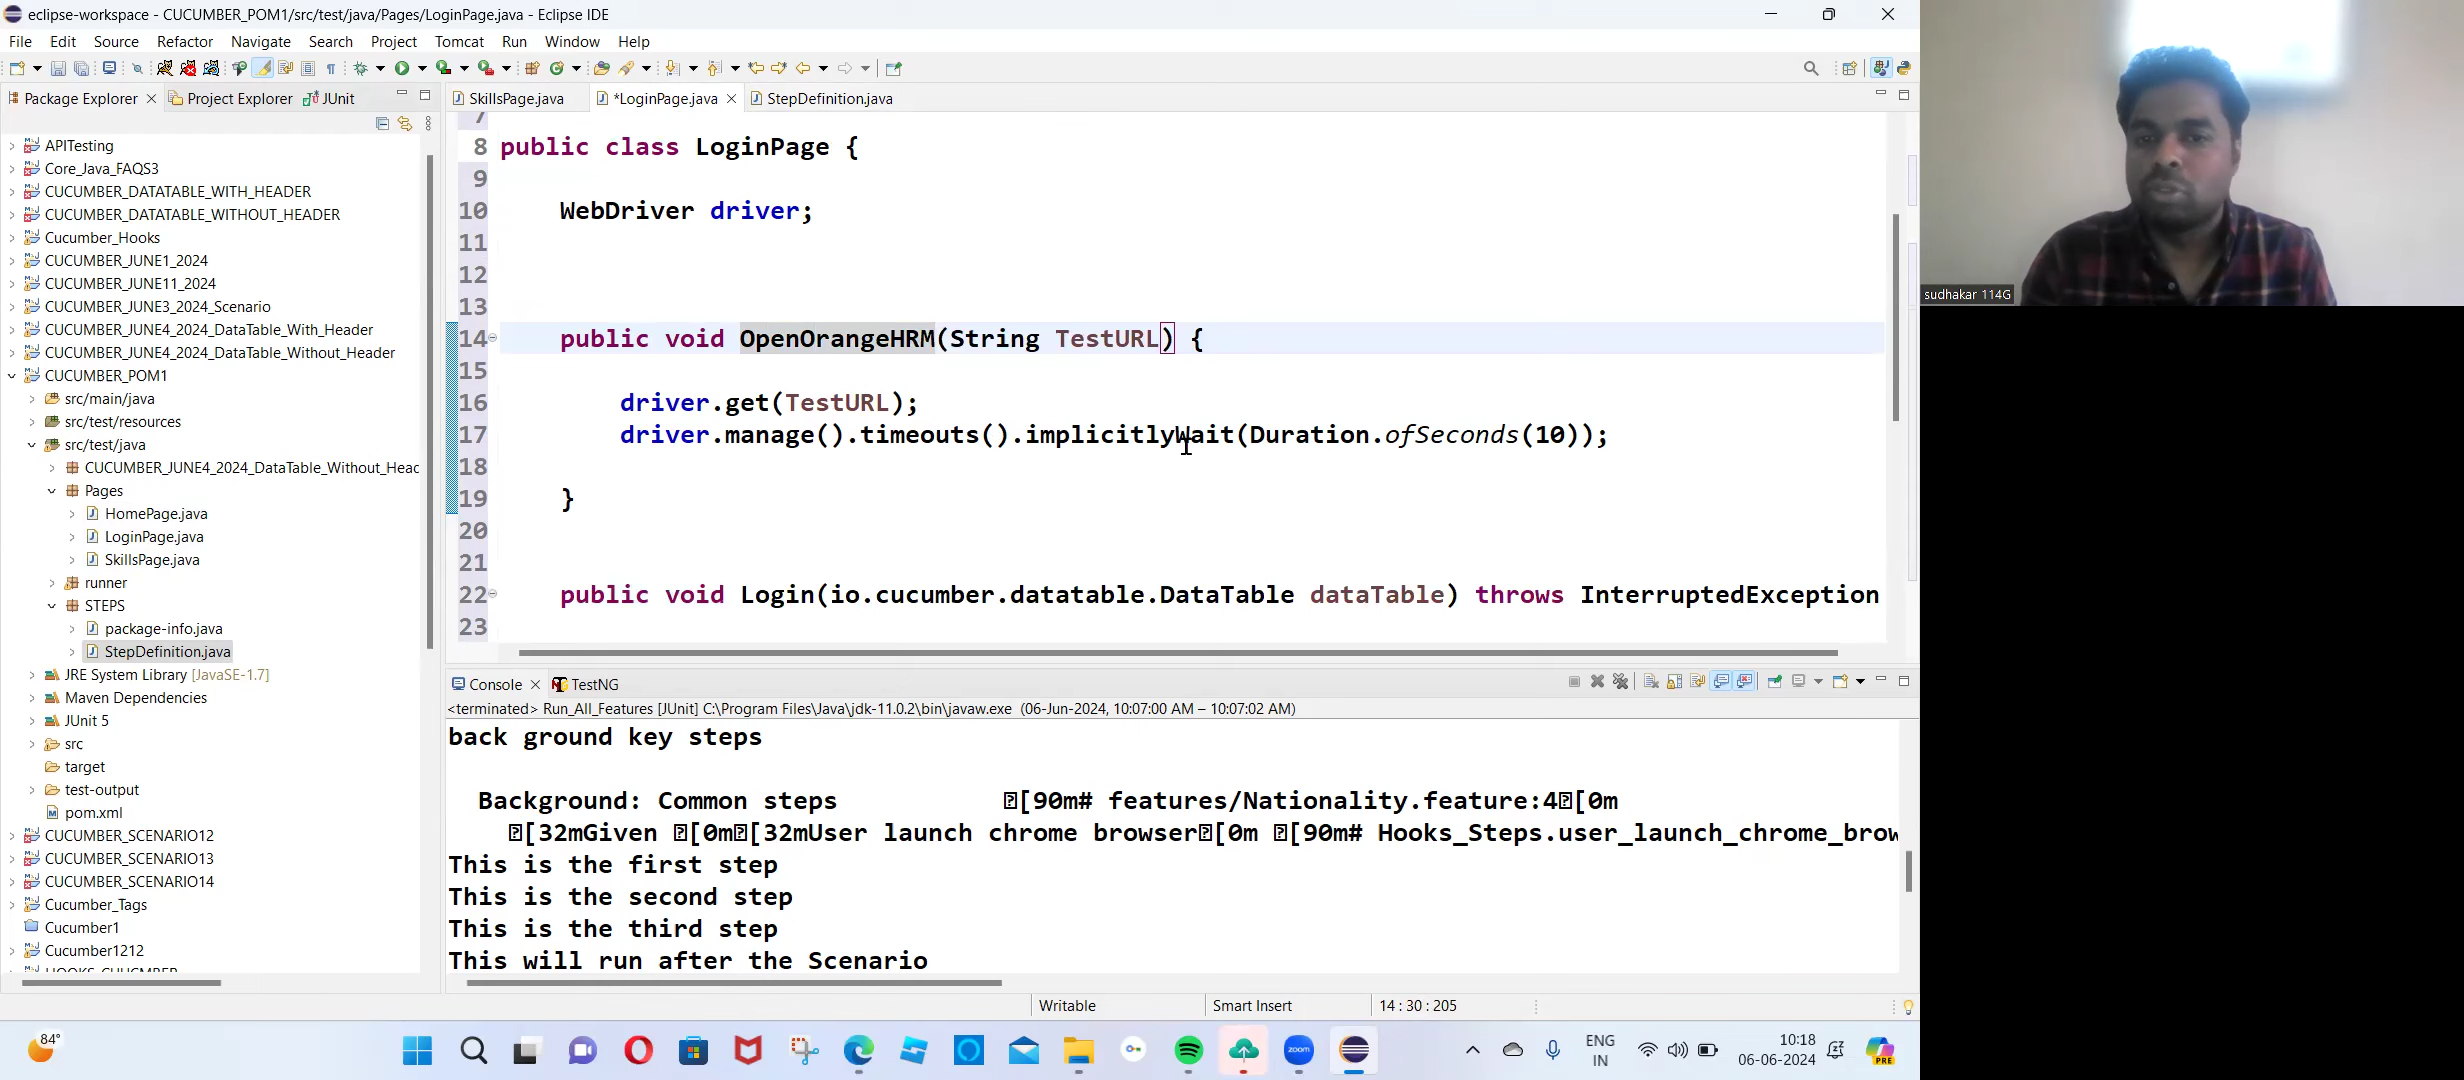 eclipse-workspace - CUCUMBER_POM1/src/test/java/Pages/LoginPage.java - Eclipse IDE
File Edit Source Refactor Navigate Search Project Tomcat Run Window Help
Package Explorer Project Explorer JUnit
APITesting
Core_Java_FAQS3
CUCUMBER_DATATABLE_WITH_HEADER
CUCUMBER_DATATABLE_WITHOUT_HEADER
Cucumber_Hooks
CUCUMBER_JUNE1_2024
CUCUMBER_JUNE11_2024
CUCUMBER_JUNE3_2024_Scenario
CUCUMBER_JUNE4_2024_DataTable_With_Header
CUCUMBER_JUNE4_2024_DataTable_Without_Header
CUCUMBER_POM1
src/main/java
src/test/resources
src/test/java
CUCUMBER_JUNE4_2024_DataTable_Without_Head
Pages
HomePage.java
LoginPage.java
SkillsPage.java
runner
STEPS
package-info.java
StepDefinition.java
JRE System Library [JavaSE-1.7]
Maven Dependencies
JUnit 5
src
target
test-output
pom.xml
CUCUMBER_SCENARIO12
CUCUMBER_SCENARIO13
CUCUMBER_SCENARIO14
Cucumber_Tags
Cucumber1
Cucumber1212
SkillsPage.java *LoginPage.java StepDefinition.java
7
8 public class LoginPage {
9
10 WebDriver driver;
11
12
13
14 public void OpenOrangeHRM(String TestURL) {
15
16 driver.get(TestURL);
17 driver.manage().timeouts().implicitlyWait(Duration.ofSeconds(10));
18
19 }
20
21
22 public void Login(io.cucumber.datatable.DataTable dataTable) throws InterruptedException
23
Console TestNG
<terminated> Run_All_Features [JUnit] C:\Program Files\Java\jdk-11.0.2\bin\javaw.exe (06-Jun-2024, 10:07:00 AM – 10:07:02 AM)
back ground key steps
Background: Common steps [90m# features/Nationality.feature:4[0m
[32mGiven [0m[32mUser launch chrome browser[0m [90m# Hooks_Steps.user_launch_chrome_brow
This is the first step
This is the second step
This is the third step
This will run after the Scenario
Writable Smart Insert 14 : 30 : 205
84°
zoom
ENG
IN
10:18
06-06-2024
PRE
sudhakar 114G